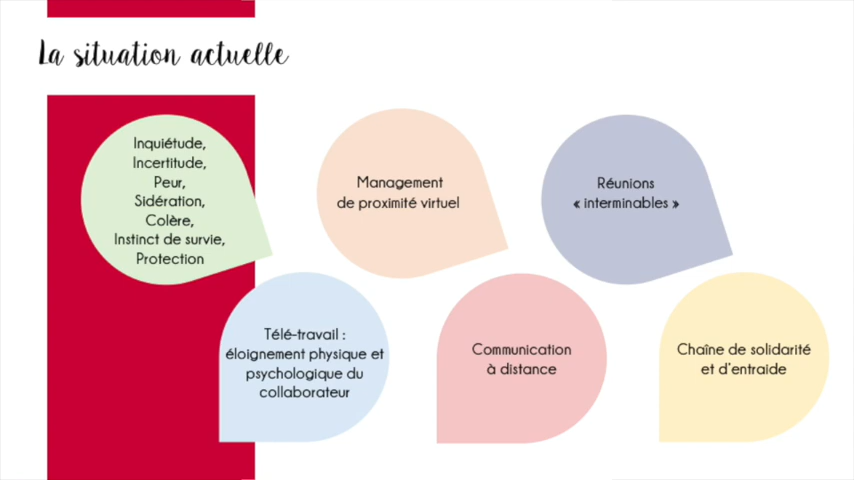 La situation actuelle
Inquiétude,
Incertitude,
Peur,
Sidération,
Colère,
Instinct de survie,
Protection
Management
de proximité virtuel
Réunions
« interminables »
Télé-travail :
éloignement physique et
psychologique du
collaborateur
Communication
à distance
Chaîne de solidarité
et d'entraide